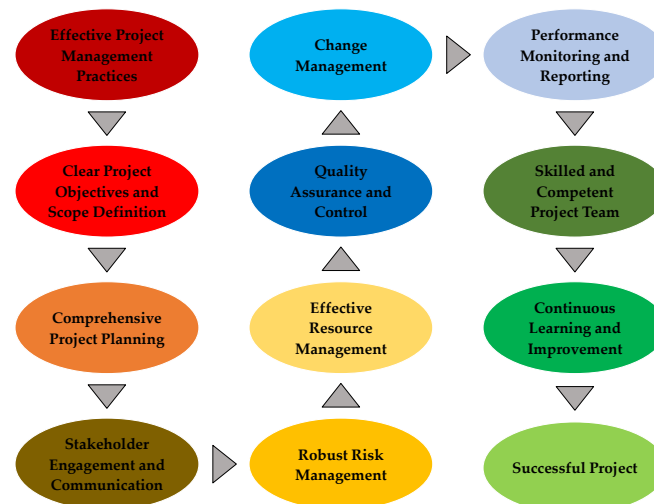 Effective Project
Management
Practices
Clear Project
Objectives and
Scope Definition
Comprehensive
Project Planning
Stakeholder
Engagement and
Communication
Robust Risk
Management
Effective
Resource
Management
Quality
Assurance and
Control
Change
Management
Performance
Monitoring and
Reporting
Skilled and
Competent
Project Team
Continuous
Learning and
Improvement
Successful Project